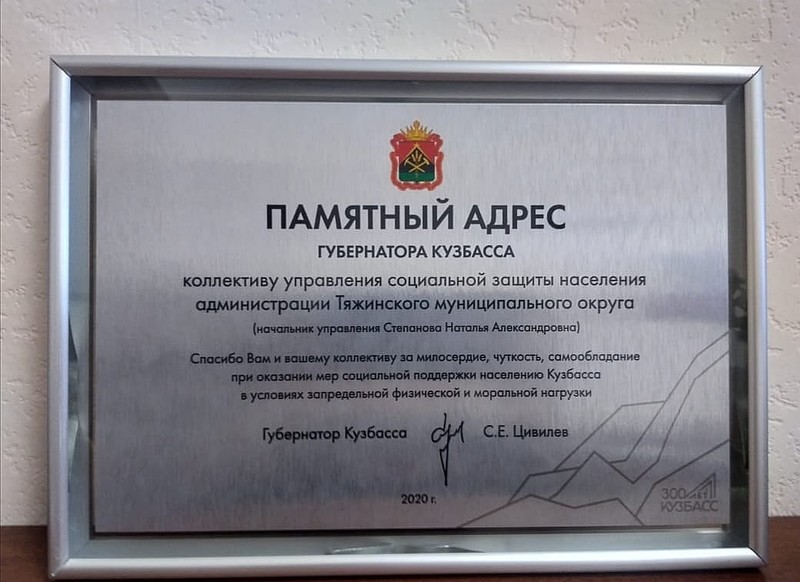 ПАМЯТНЫЙ АДРЕС
ГУБЕРНАТОРА КУЗБАССА
коллективу управления социальной защиты населения
администрации Тяжинского муниципального округа
(начальник управления Степанова Наталья Александровна)
Спасибо Вам и вашему коллективу за милосердие, чуткость, самообладание
при оказании мер социальной поддержки населению Кузбасса
в условиях запредельной физической и моральной нагрузки
Губернатор Кузбасса С.Е. Цивилев
2020 г.
300 ЛЕТ
КУЗБАСС